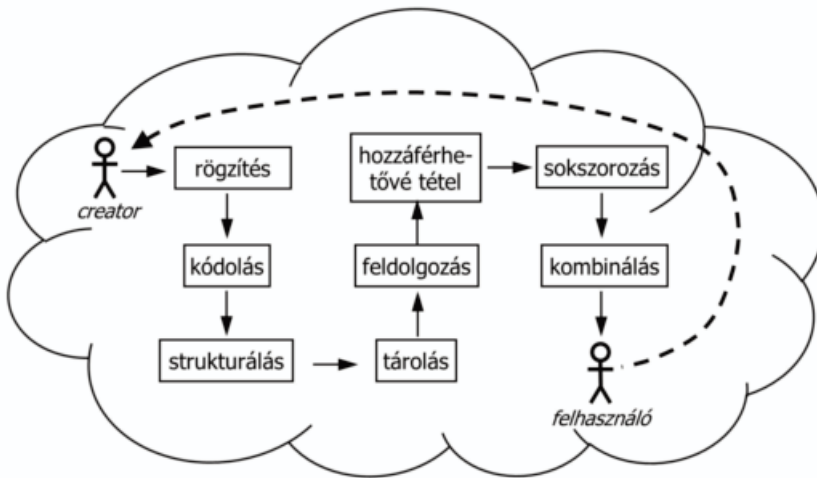 creator
rögzítés
kódolás
strukturálás
tárolás
feldolgozás
hozzáférhe-
tővé tétel
sokszorozás
kombinálás
felhasználó